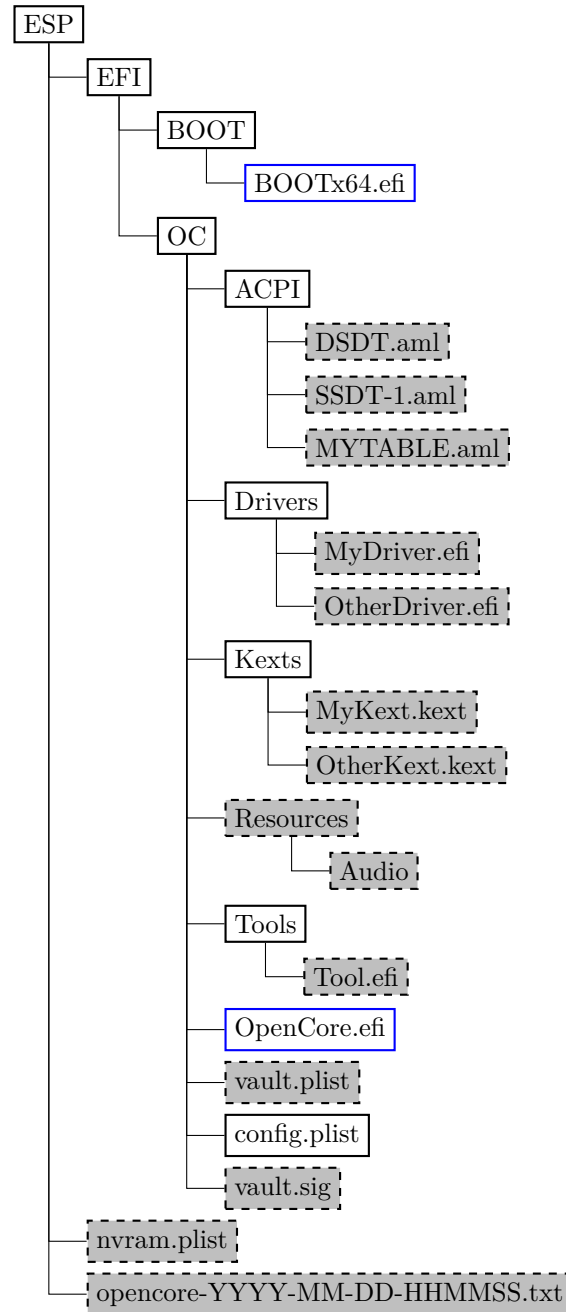 ESP
EFI
BOOT
BOOTx64.efi
OC
ACPI
DSDT.aml
SSDT-1.aml
MYTABLE.aml
Drivers
MyDriver.efi
OtherDriver.efi
Kexts
MyKext.kext
OtherKext.kext
Resources
Audio
Tools
Tool.efi
OpenCore.efi
vault.plist
config.plist
vault.sig
nvram.plist
opencore-YYYY-MM-DD-HHMMSS.txt